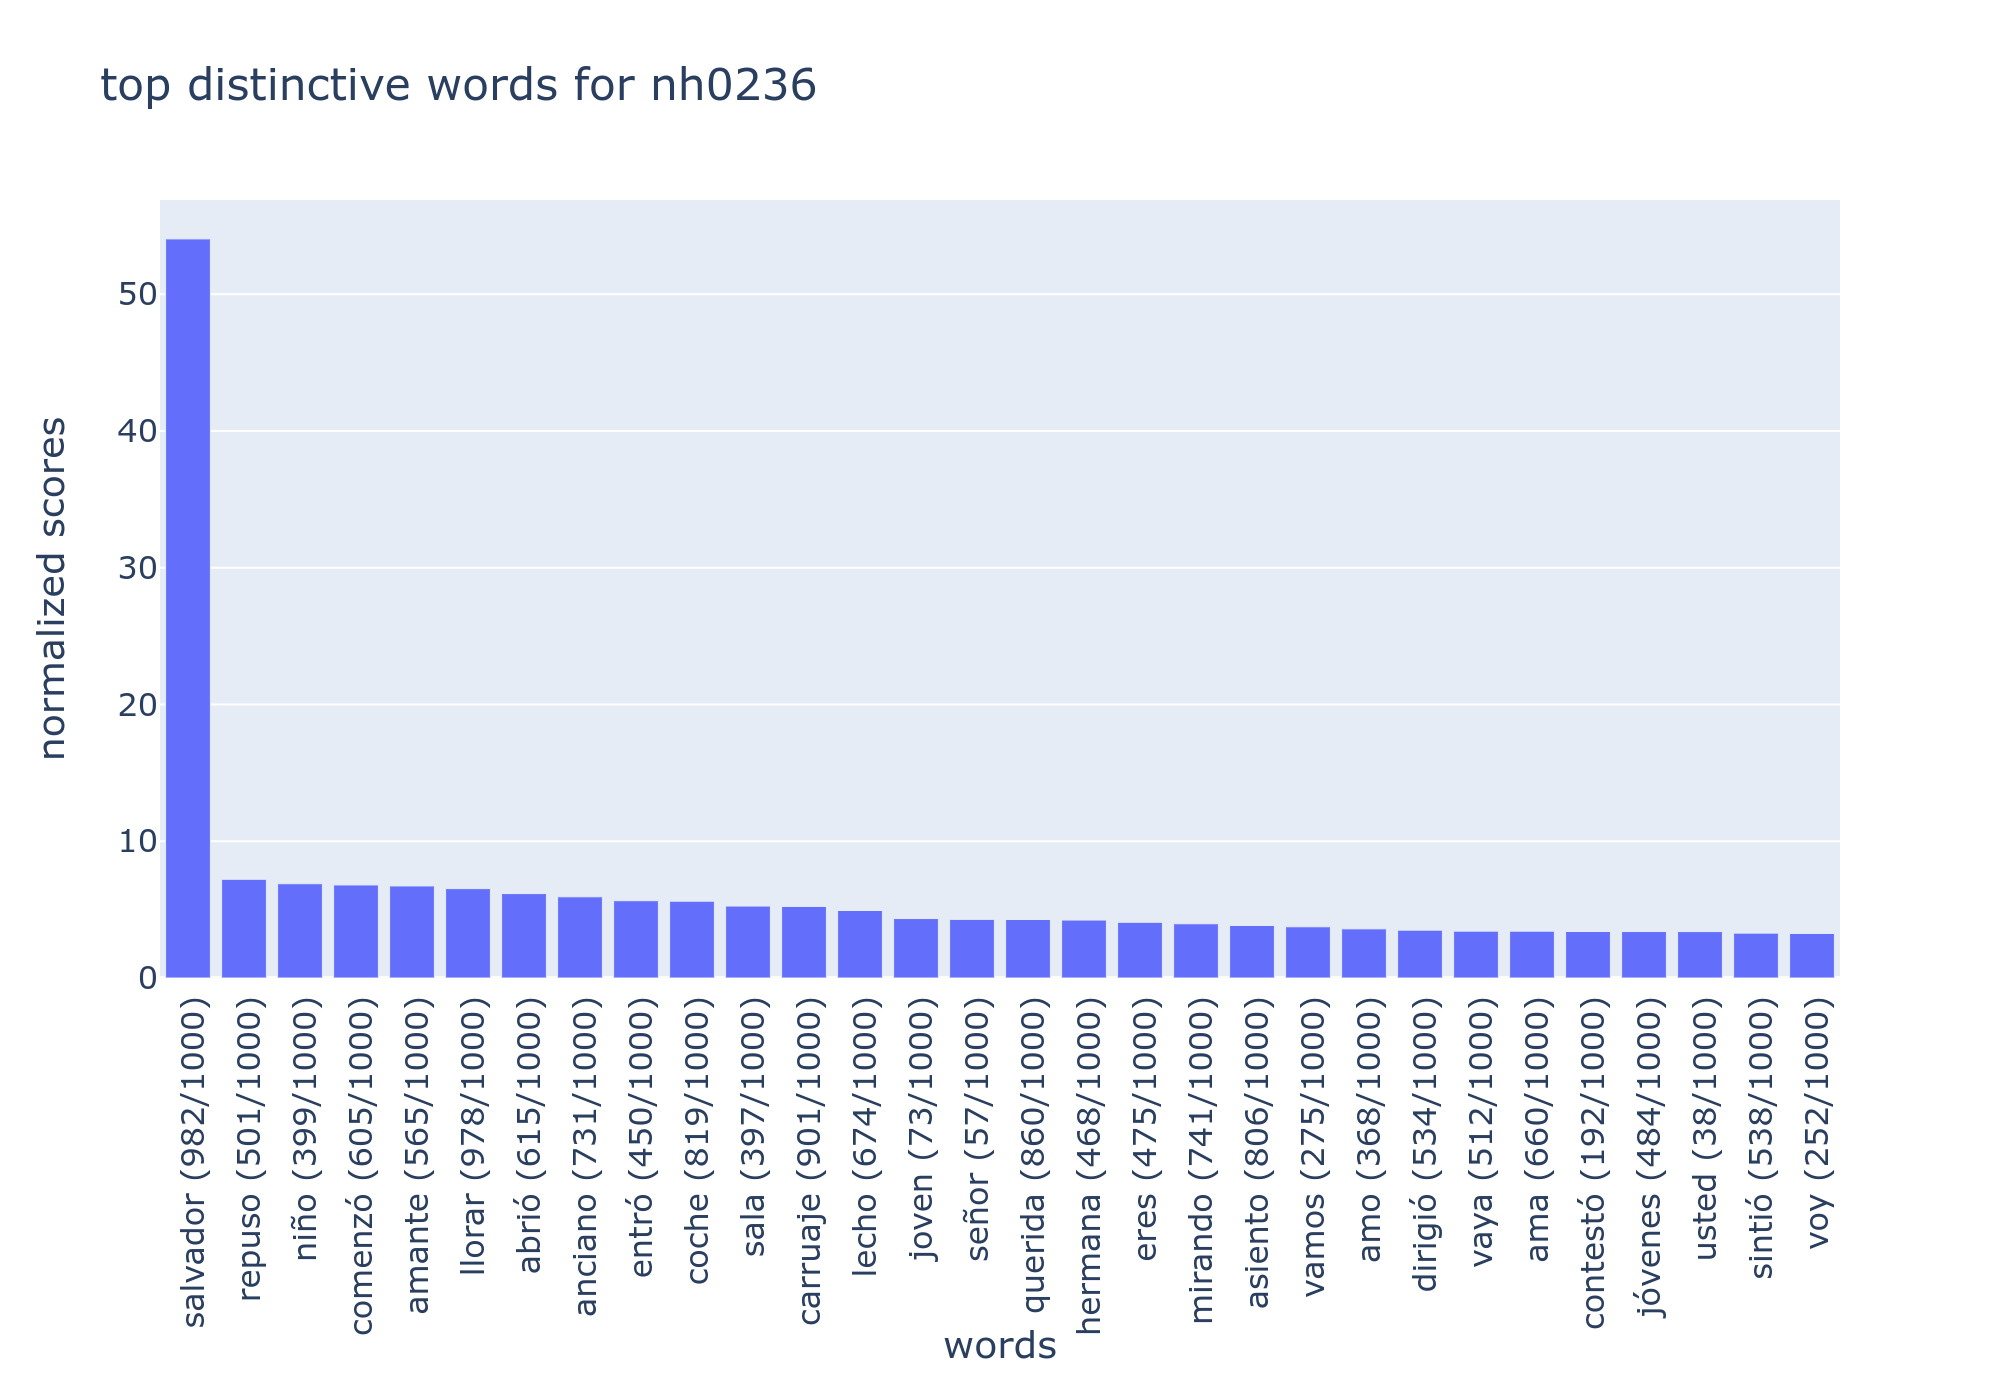 top distinctive words for nh0236
normalized scores
50
40
30
20
10
0
salvador (982/1000)
repuso (501/1000)
niño (399/1000)
comenzó (605/1000)
amante (565/1000)
llorar (978/1000)
abrió (615/1000)
anciano (731/1000)
entró (450/1000)
coche (819/1000)
sala (397/1000)
carruaje (901/1000)
lecho (674/1000)
joven (73/1000)
señor (57/1000)
querida (860/1000)
hermana (468/1000)
eres (475/1000)
mirando (741/1000)
asiento (806/1000)
vamos (275/1000)
amo (368/1000)
dirigió (534/1000)
vaya (512/1000)
ama (660/1000)
contestó (192/1000)
jóvenes (484/1000)
usted (38/1000)
sintió (538/1000)
voy (252/1000)
words